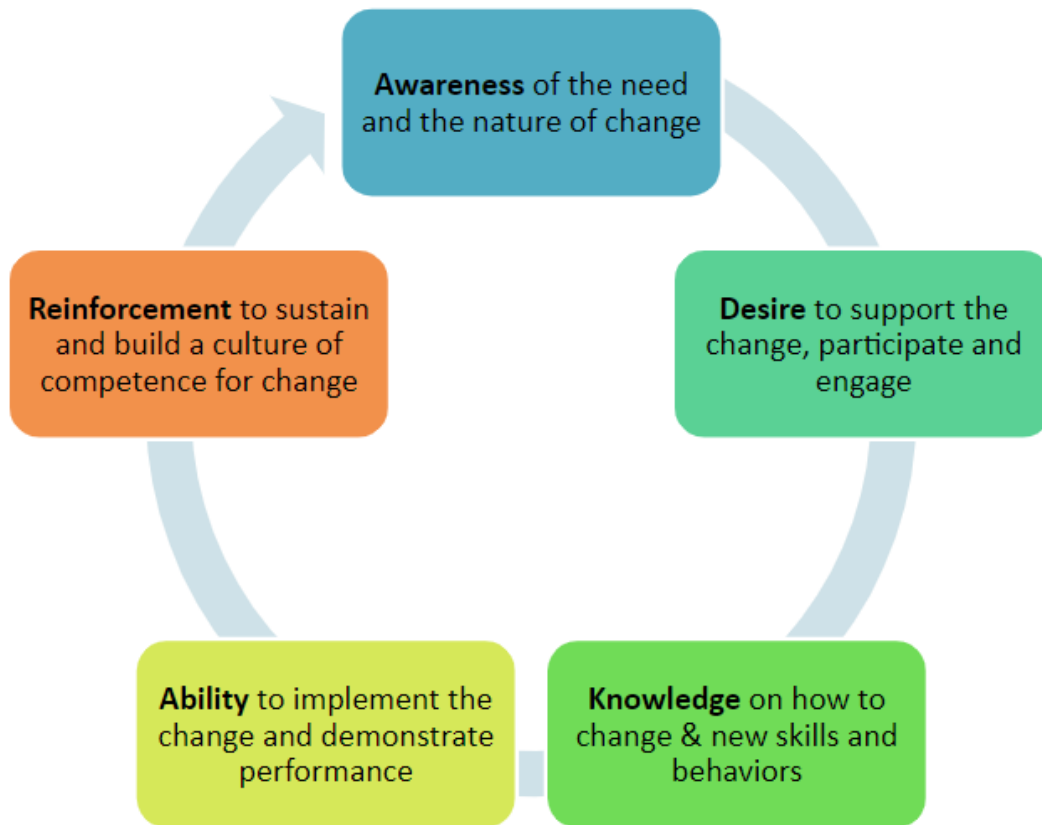 Awareness of the need
and the nature of change
Desire to support the
change, participate and
engage
Knowledge on how to
change & new skills and
behaviors
Ability to implement the
change and demonstrate
performance
Reinforcement to sustain
and build a culture of
competence for change